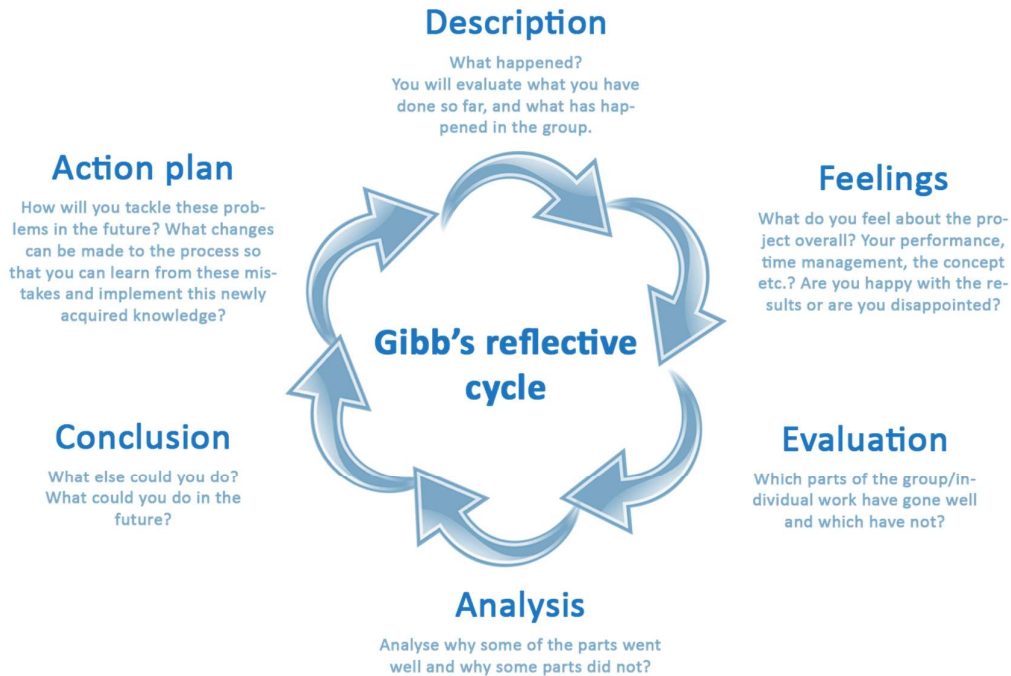 Description
What happened?
You will evaluate what you have
done so far, and what has hap-
pened in the group.
Feelings
What do you feel about the pro-
ject overall? Your performance,
time management, the concept
etc.? Are you happy with the re-
sults or are you disappointed?
Evaluation
Which parts of the group/in-
dividual work have gone well
and which have not?
Analysis
Analyse why some of the parts went
well and why some parts did not?
Conclusion
What else could you do?
What could you do in the
future?
Action plan
How will you tackle these prob-
lems in the future? What changes
can be made to the process so
that you can learn from these mis-
takes and implement this newly
acquired knowledge?
Gibb's reflective
cycle